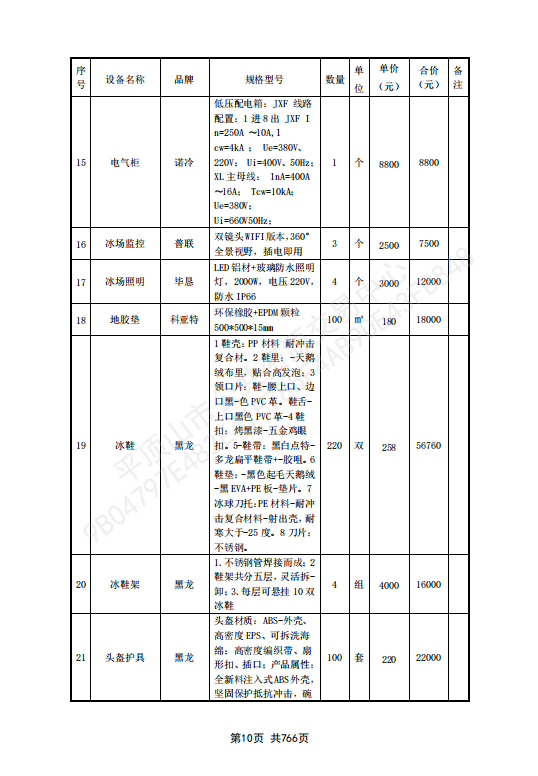 序号 设备名称 品牌 规格型号 数量 单位 单价（元） 合价（元） 备注
低压配电箱：JXF 线路
配置：1 进 8 出 JXF I
n=250A ～10A,l
cw=4kA ； Ue=380V、
220V； Ui=400V、50Hz；
15 电气柜 诺冷 1 个 8800 8800
XL 主母线： lnA=400A
～16A； Tcw=10kA；
Ue=380V；
Ui=660V50Hz；
16 冰场监控 普联 双镜头 WIFI 版本，360° 3 个 2500 7500
全景视野，插电即用
LED 铝材+玻璃防水照明
17 冰场照明 毕恳 灯，2000W，电压 220V， 4 个 3000 12000
防水 IP66
18 地胶垫 科亚特 环保橡胶+EPDM 颗粒 100 ㎡ 180 18000
500*500*15mm
1 鞋壳：PP 材料 耐冲击
复合材。2 鞋里：-天鹅
绒布里，贴合高发泡；3
领口片：鞋-腰上口、边
口黑-色 PVC 革。鞋舌-
上口黑色 PVC 革-4 鞋
扣：烤黑漆-五金鸡眼
19 冰鞋 黑龙 扣。5-鞋带：黑白点特- 220 双 258 56760
多龙扁平鞋带+-胶咀。6
鞋垫：-黑色起毛天鹅绒
-黑 EVA+PE 板-垫片。7
冰球刀托：PE 材料-耐冲
击复合材料-射出壳，耐
寒大于-25 度。8 刀片：
不锈钢。
1.不锈钢管焊接而成；2
20 冰鞋架 黑龙 鞋架共分五层，灵活拆- 4 组 4000 16000
卸；3.每层可悬挂 10 双
冰鞋
头盔材质：ABS-外壳、
高密度 EPS、可拆洗海
绵；高密度编织带、扇
21 头盔护具 黑龙 形扣、插口；产品属性： 100 套 220 22000
全新料注入式 ABS 外壳，
坚固保护抵抗冲击，碗
第10页 共766页